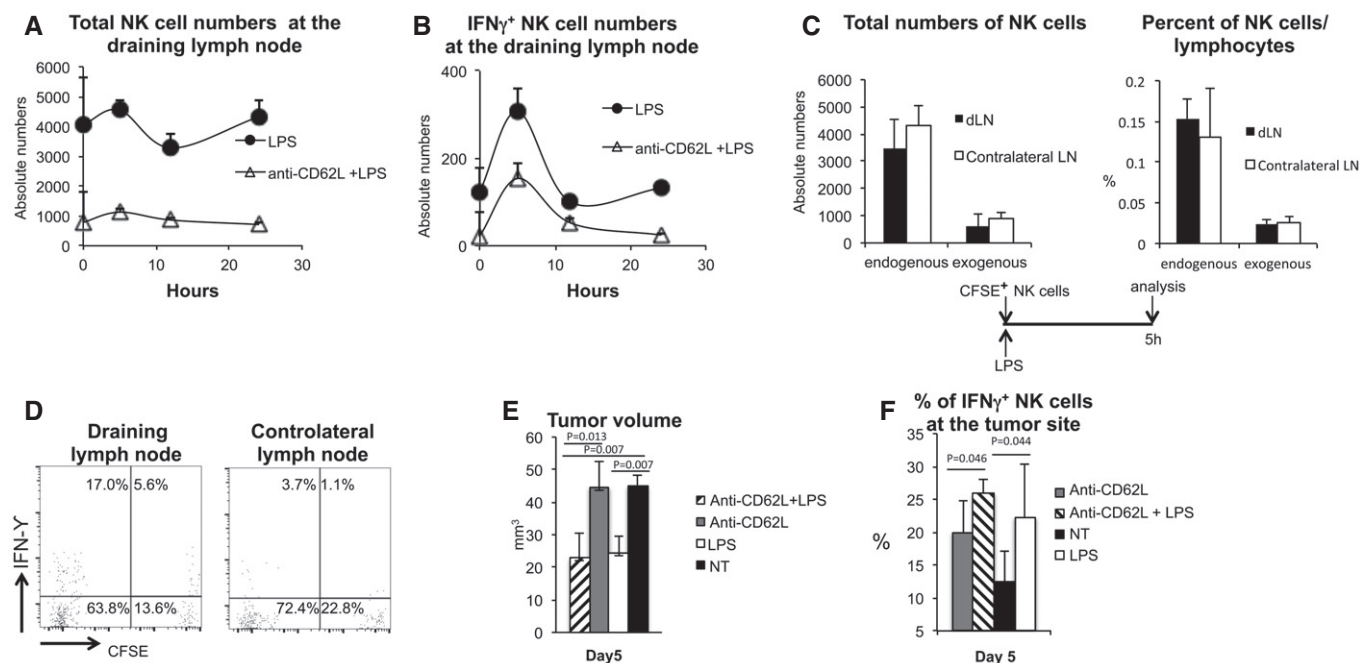 A
Total NK cell numbers at the
draining lymph node
Absolute numbers
6000
5000
4000
3000
2000
1000
0
0
10
20
30
Hours
LPS
anti-CD62L +LPS
B
IFNγ+ NK cell numbers
at the draining lymph node
Absolute numbers
400
200
0
0
10
20
30
Hours
LPS
anti-CD62L +LPS
C
Total numbers of NK cells
Absolute numbers
6000
5000
4000
3000
2000
1000
0
endogenous exogenous
dLN
Contralateral LN
Percent of NK cells/
lymphocytes
%
0.2
0.15
0.1
0.05
0
endogenous exogenous
dLN
Contralateral LN
CFSE+ NK cells
analysis
5h
LPS
D
Draining
lymph node
17.0% 5.6%
63.8% 13.6%
Controlateral
lymph node
3.7% 1.1%
72.4% 22.8%
IFN-ϒ
CFSE
E
Tumor volume
P=0.013
P=0.007
P=0.007
mm3
60
50
40
30
20
10
0
Day5
Anti-CD62L+LPS
Anti-CD62L
LPS
NT
F
% of IFNγ+ NK cells
at the tumor site
P=0.044
P=0.046
%
35
30
25
20
15
10
5
Day 5
Anti-CD62L
Anti-CD62L + LPS
NT
LPS